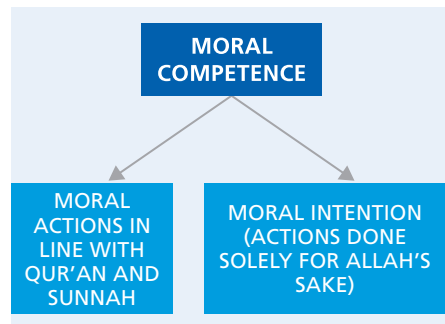 MORAL
COMPETENCE
MORAL
ACTIONS IN
LINE WITH
QUR’AN AND
SUNNAH
MORAL INTENTION
(ACTIONS DONE
SOLELY FOR ALLAH’S
SAKE)